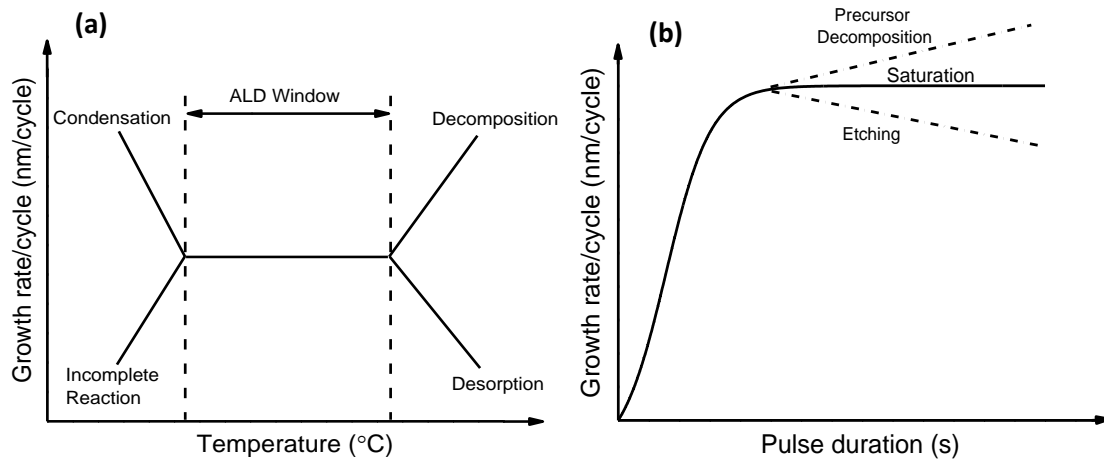 (a)
Growth rate/cycle (nm/cycle)
Condensation
ALD Window
Decomposition
Incomplete
Reaction
Desorption
Temperature (°C)
(b)
Growth rate/cycle (nm/cycle)
Precursor
Decomposition
Saturation
Etching
Pulse duration (s)